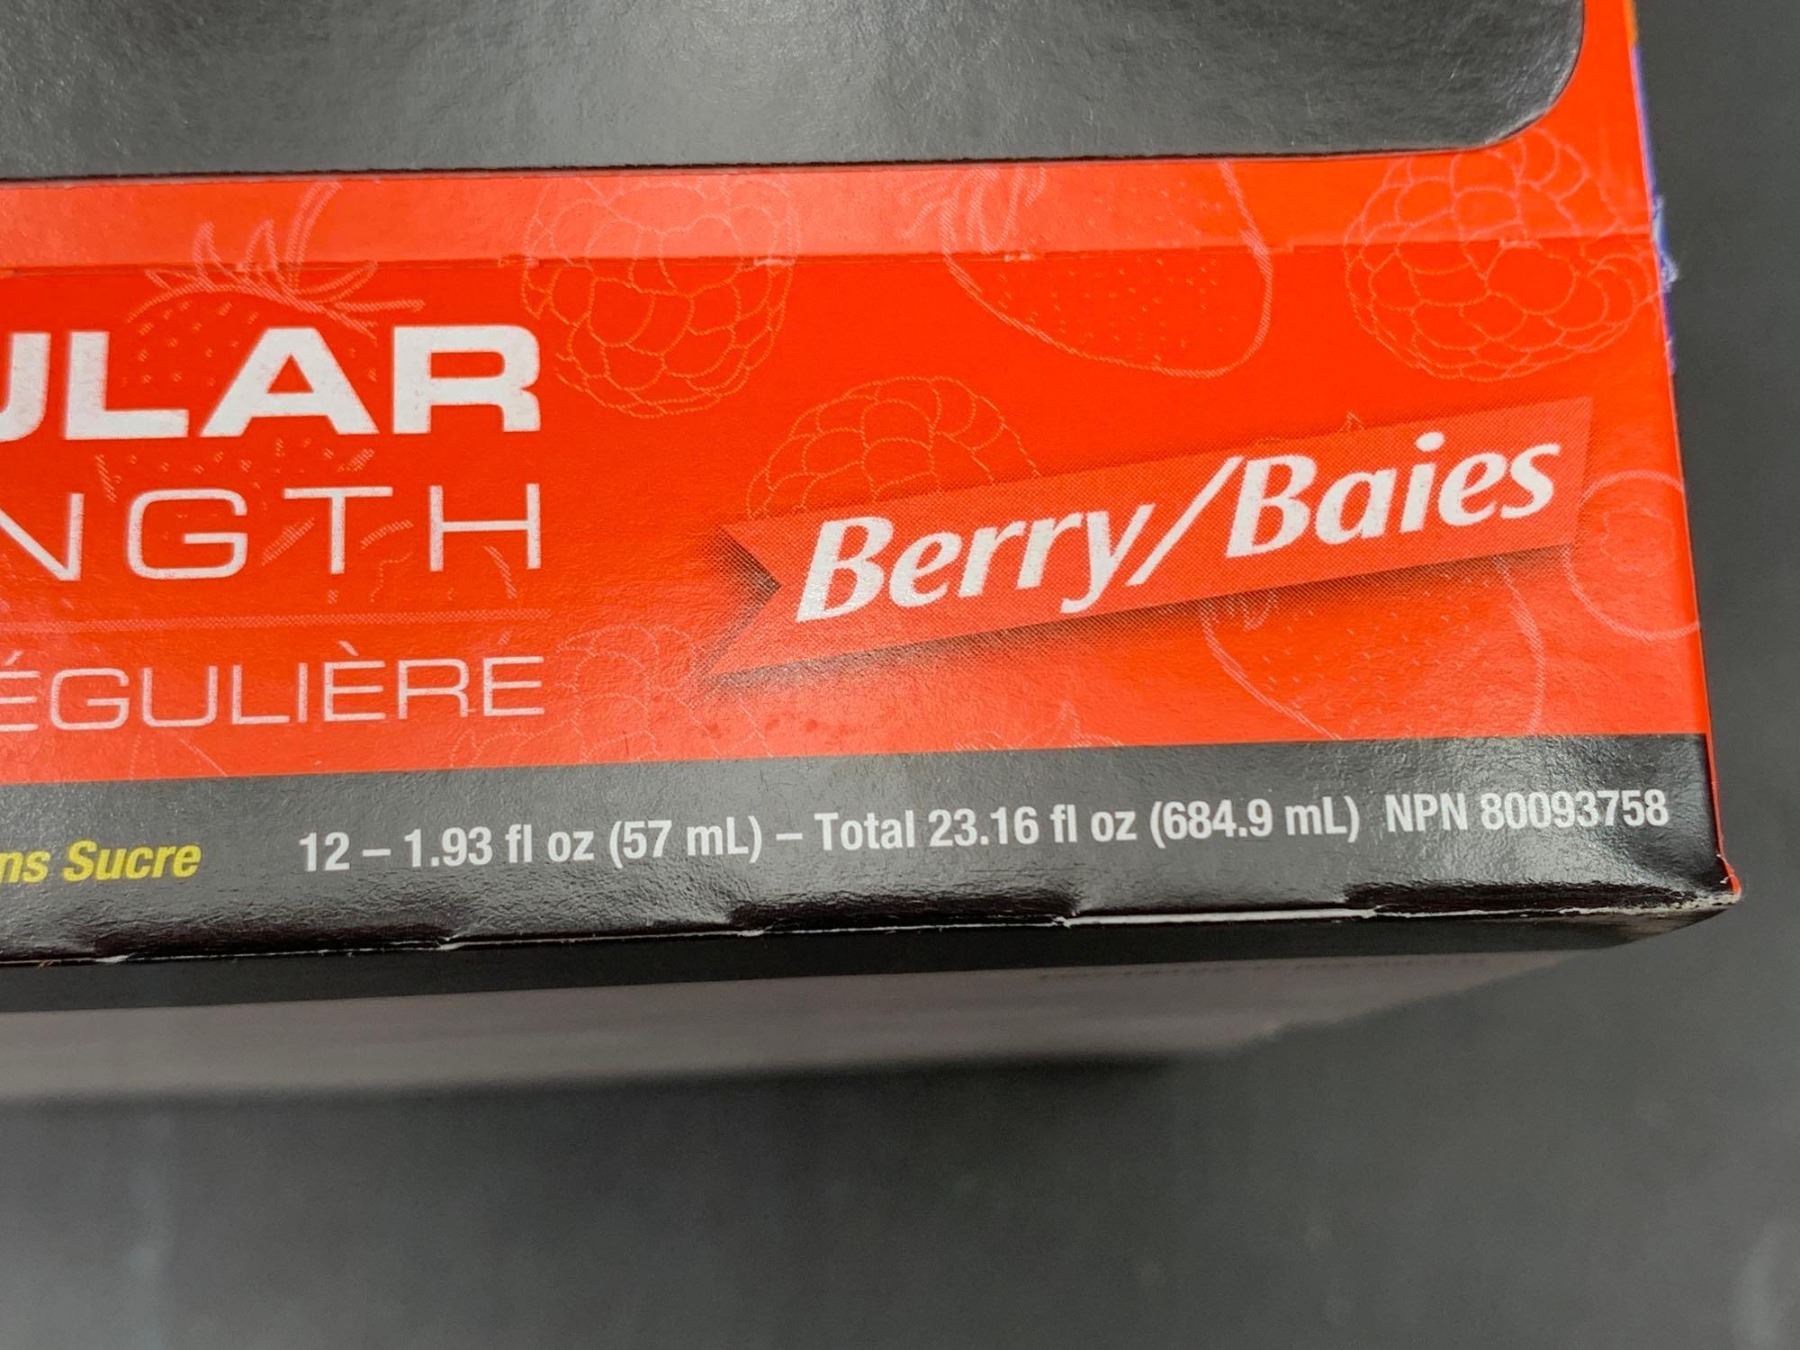 ULAR
NGTH
ÉGULIÈRE
Berry/Baies
ns Sucre 12 – 1.93 fl oz (57 mL) – Total 23.16 fl oz (684.9 mL) NPN 80093758